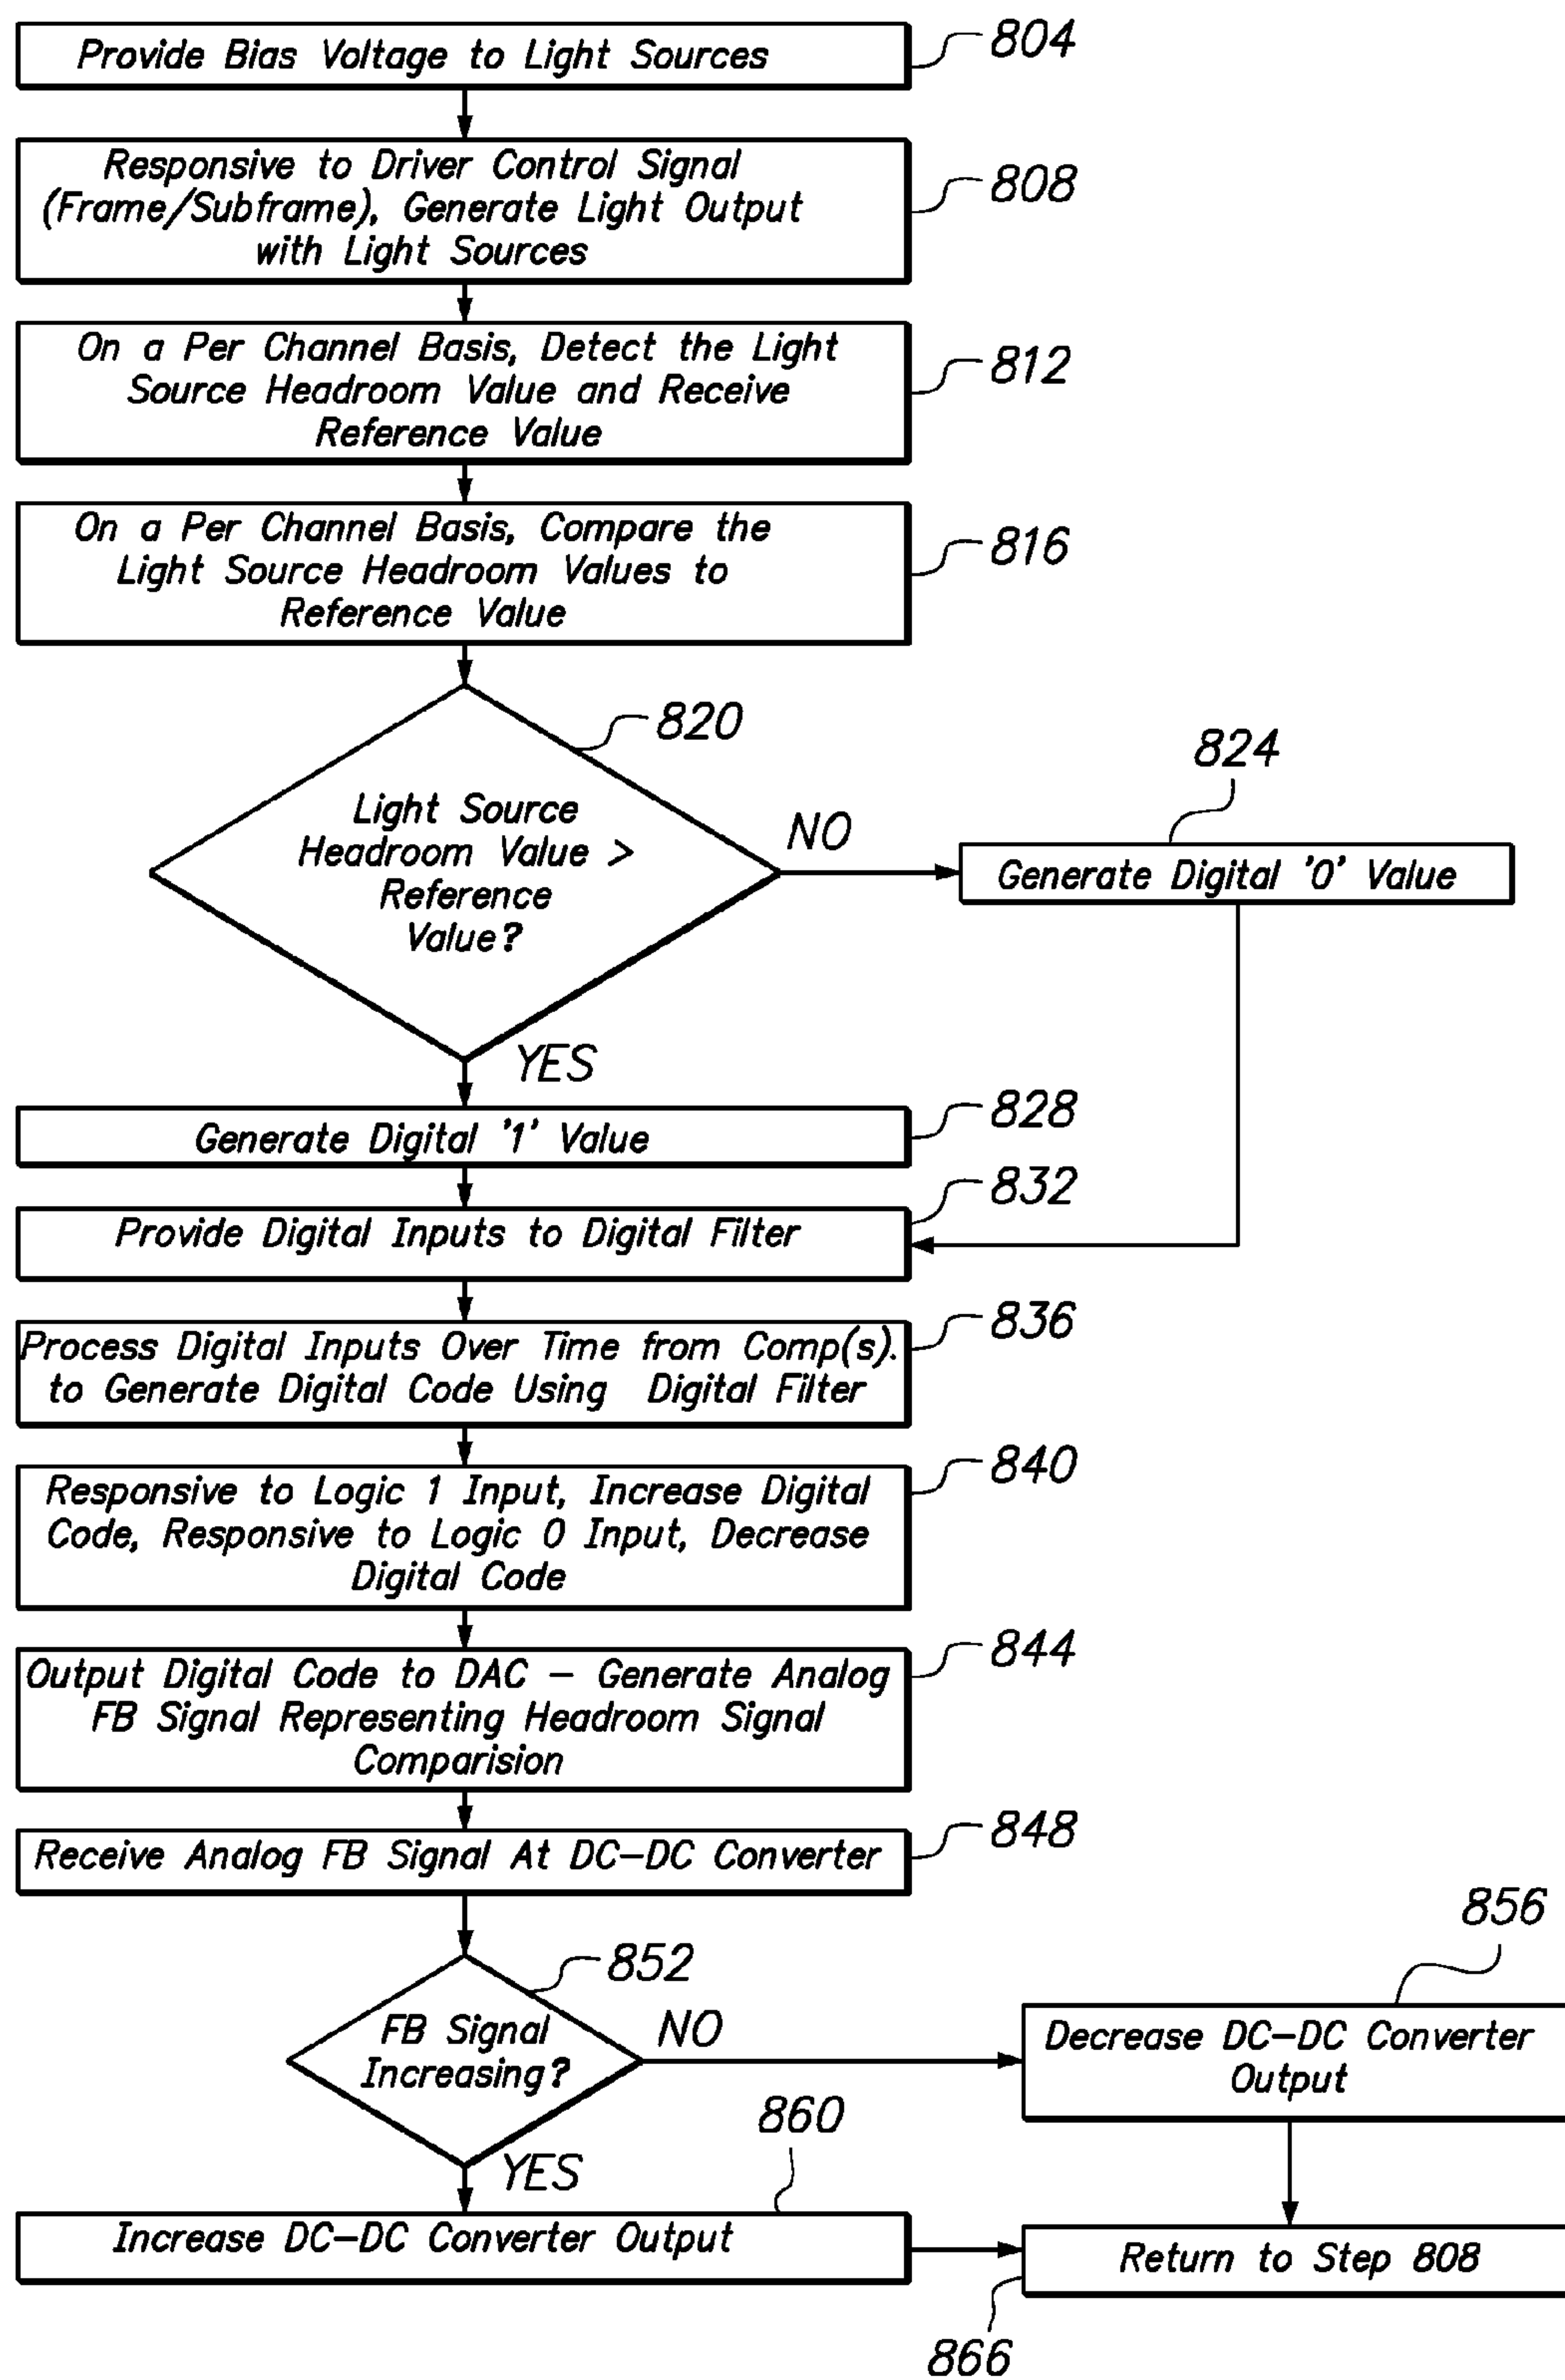 Provide Bias Voltage to Light Sources
804
Responsive to Driver Control Signal
(Frame/Subframe), Generate Light Output
with Light Sources
808
On a Per Channel Basis, Detect the Light
Source Headroom Value and Receive
Reference Value
812
On a Per Channel Basis, Compare the
Light Source Headroom Values to
Reference Value
816
820
Light Source
Headroom Value >
Reference
Value?
NO
824
Generate Digital '0' Value
YES
Generate Digital '1' Value
828
Provide Digital Inputs to Digital Filter
832
Process Digital Inputs Over Time from Comp(s).
to Generate Digital Code Using Digital Filter
836
Responsive to Logic 1 Input, Increase Digital
Code, Responsive to Logic 0 Input, Decrease
Digital Code
840
Output Digital Code to DAC - Generate Analog
FB Signal Representing Headroom Signal
Comparision
844
Receive Analog FB Signal At DC-DC Converter
848
852
FB Signal
Increasing?
NO
856
Decrease DC-DC Converter
Output
YES
860
Increase DC-DC Converter Output
Return to Step 808
866